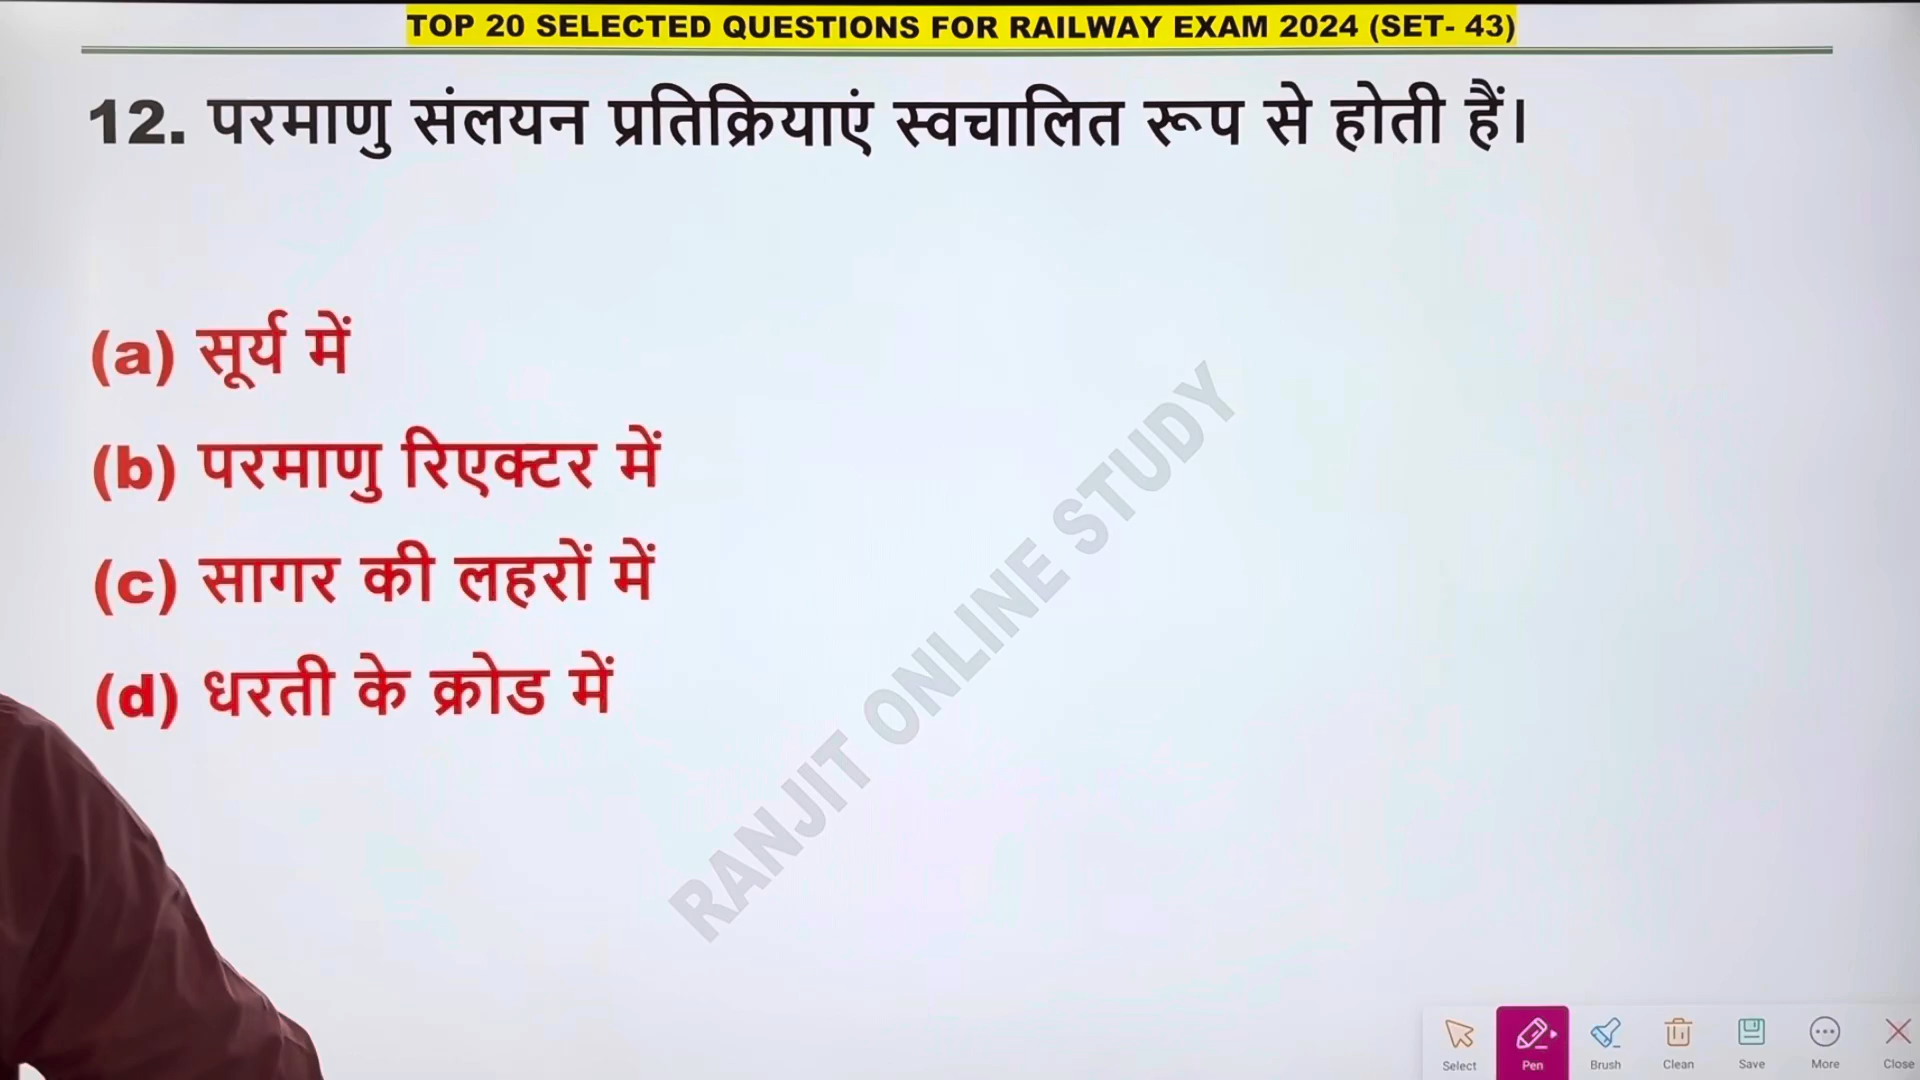 TOP 20 SELECTED QUESTIONS FOR RAILWAY EXAM 2024 (SET- 43)
12. परमाणु संलयन प्रतिक्रियाएं स्वचालित रूप से होती हैं।
(a) सूर्य में
(b) परमाणु रिएक्टर में
(c) सागर की लहरों में
(d) धरती के क्रोड में
RANJIT ONLINE STUDY
Select Pen Brush Clean Save More Close